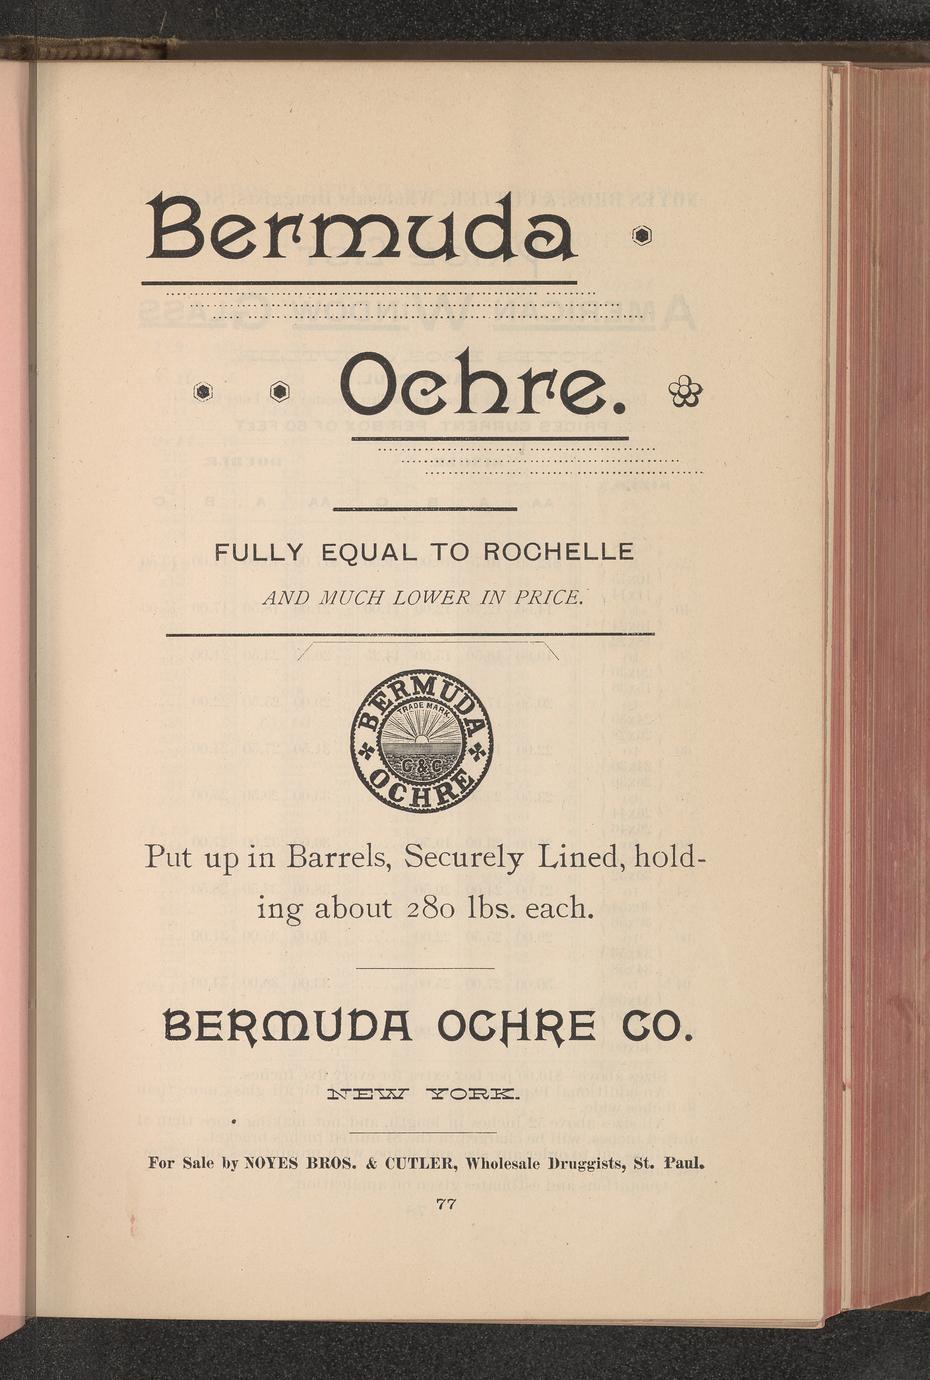 Bermuda
Ochre.
FULLY EQUAL TO ROCHELLE
AND MUCH LOWER IN PRICE.
BERMUDA
TRADE MARK
C & C
OCHRE
Put up in Barrels, Securely Lined, hold-
ing about 280 lbs. each.
BERMUDA OCHRE CO.
NEW YORK.
For Sale by NOYES BROS. & CUTLER, Wholesale Druggists, St. Paul.
77